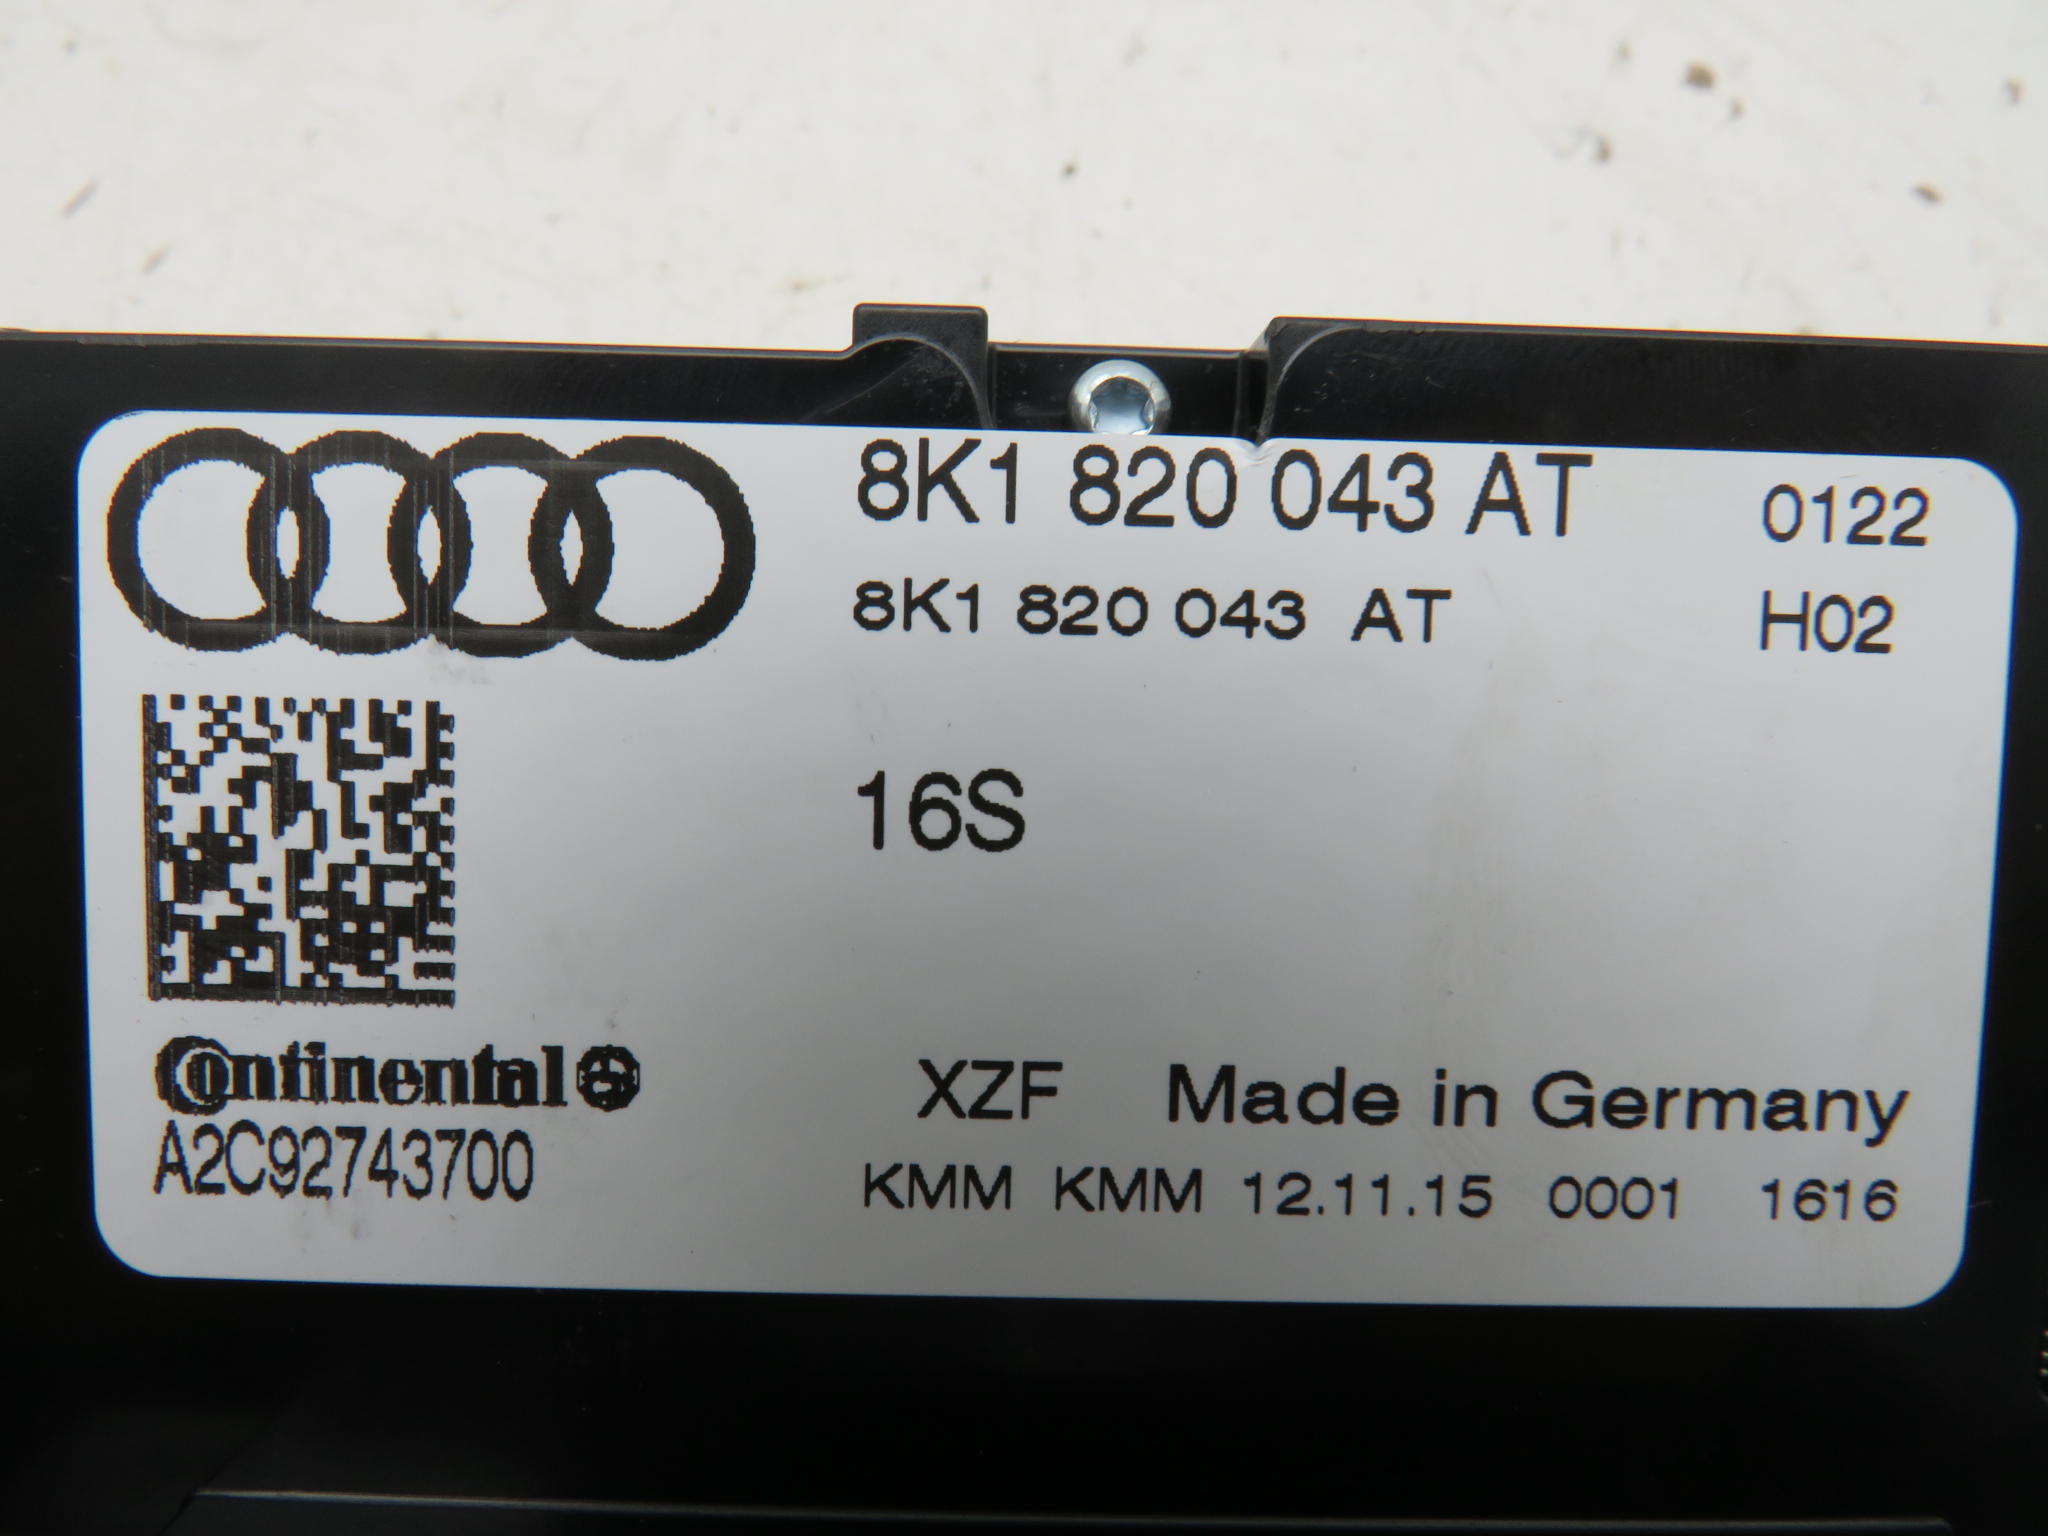 8K1 820 043 AT 0122
8K1 820 043 AT H02
16S
Continental
A2C92743700
XZF Made in Germany
KMM KMM 12.11.15 0001 1616